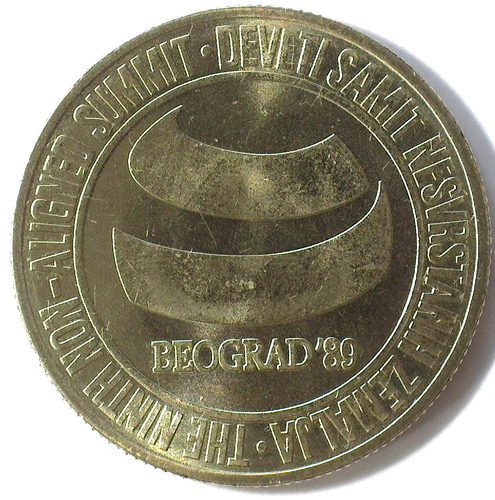 DEVETI SAMIT NESVRSTANIH ZEMALJA ·
THE NINTH NON-ALIGNED SUMMIT ·
BEOGRAD '89